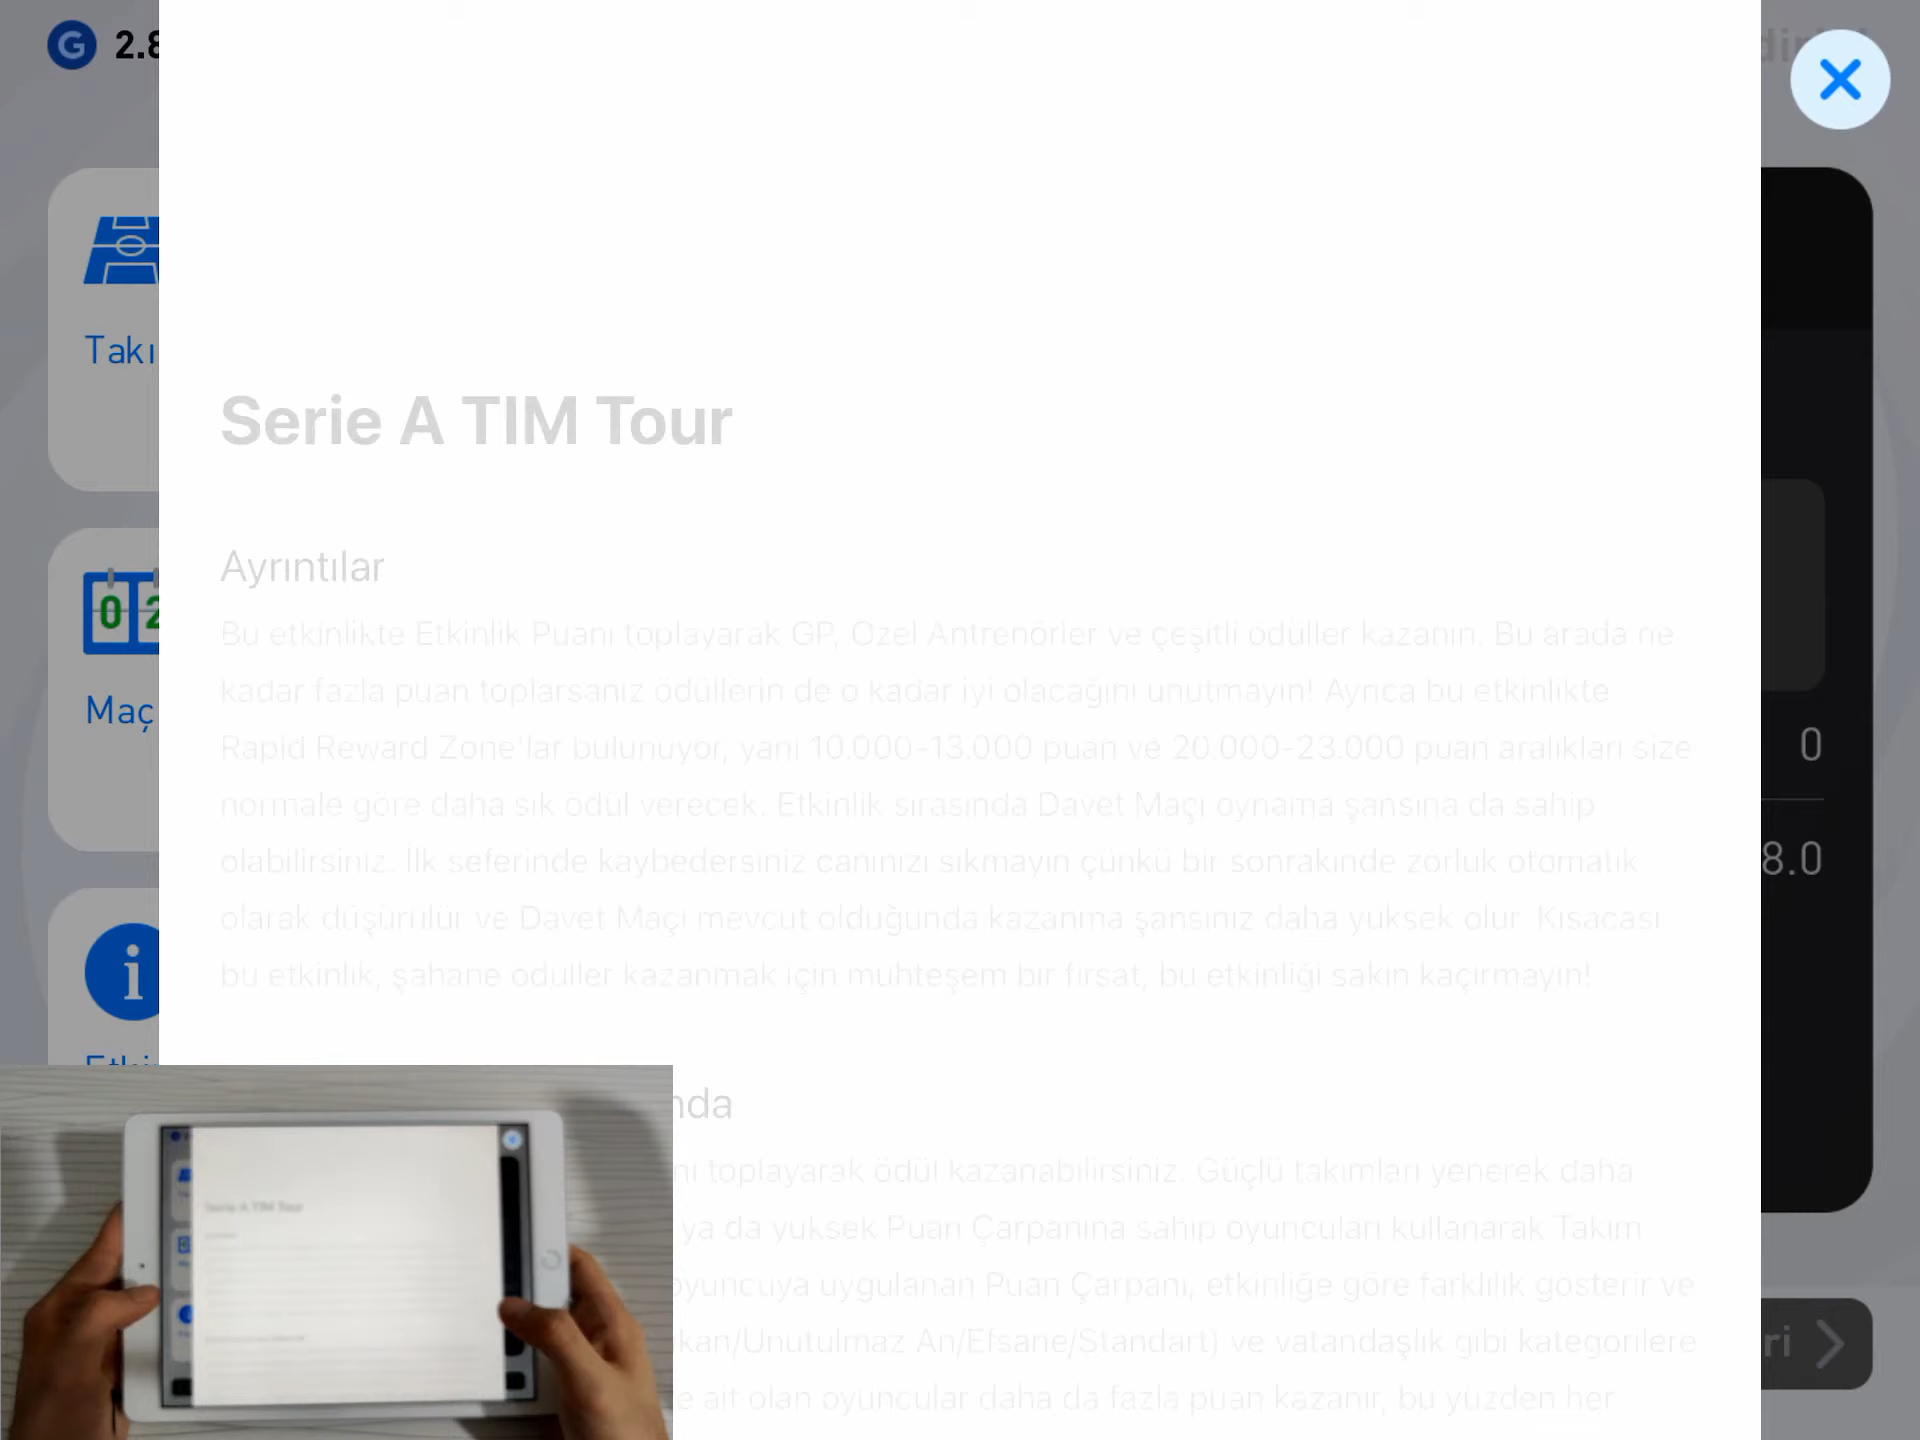 G 2.8
Takı
Serie A TIM Tour
Ayrıntılar
Bu etkinlikte Etkinlik Puanı toplayarak GP, Özel Antrenörler ve çeşitli ödüller kazanın. Bu arada ne
kadar fazla puan toplarsanız ödüllerin de o kadar iyi olacağını unutmayın! Ayrıca bu etkinlikte
Maç
Rapid Reward Zone'lar bulunuyor, yani 10.000-13.000 puan ve 20.000-23.000 puan aralıkları size
0
normale göre daha sık ödül verecek. Etkinlik sırasında Davet Maçı oynama şansına da sahip
olabilirsiniz. İlk seferinde kaybedersiniz canınızı sıkmayın çünkü bir sonrakinde zorluk otomatik
8.0
olarak düşürülür ve Davet Maçı mevcut olduğunda kazanma şansınız daha yüksek olur. Kısacası
bu etkinlik, şahane ödüller kazanmak için muhteşem bir fırsat, bu etkinliği sakın kaçırmayın!
nda
nı toplayarak ödül kazanabilirsiniz. Güçlü takımları yenerek daha
ya da yüksek Puan Çarpanına sahip oyuncuları kullanarak Takım
oyuncuya uygulanan Puan Çarpanı, etkinliğe göre farklılık gösterir ve
akan/Unutulmaz An/Efsane/Standart) ve vatandaşlık gibi kategorilere
ri
e ait olan oyuncular daha da fazla puan kazanır, bu yüzden her
Serie A TIM Tour